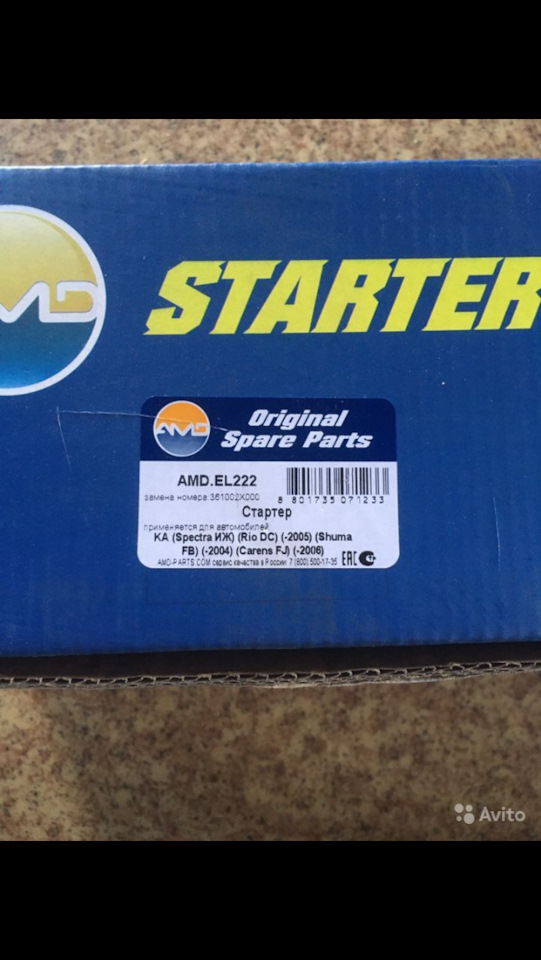 AMD
STARTER
AMD
Original
Spare Parts
AMD.EL222
замена номера:361002X000
8 801735 071233
Стартер
применяется для автомобилей:
KA (Spectra ИЖ) (Rio DC) (-2005) (Shuma
FB) (-2004) (Carens FJ) (-2006)
AMD-PARTS.COM сервис качества в России: 7 (800) 500-17-35
EAC
Avito